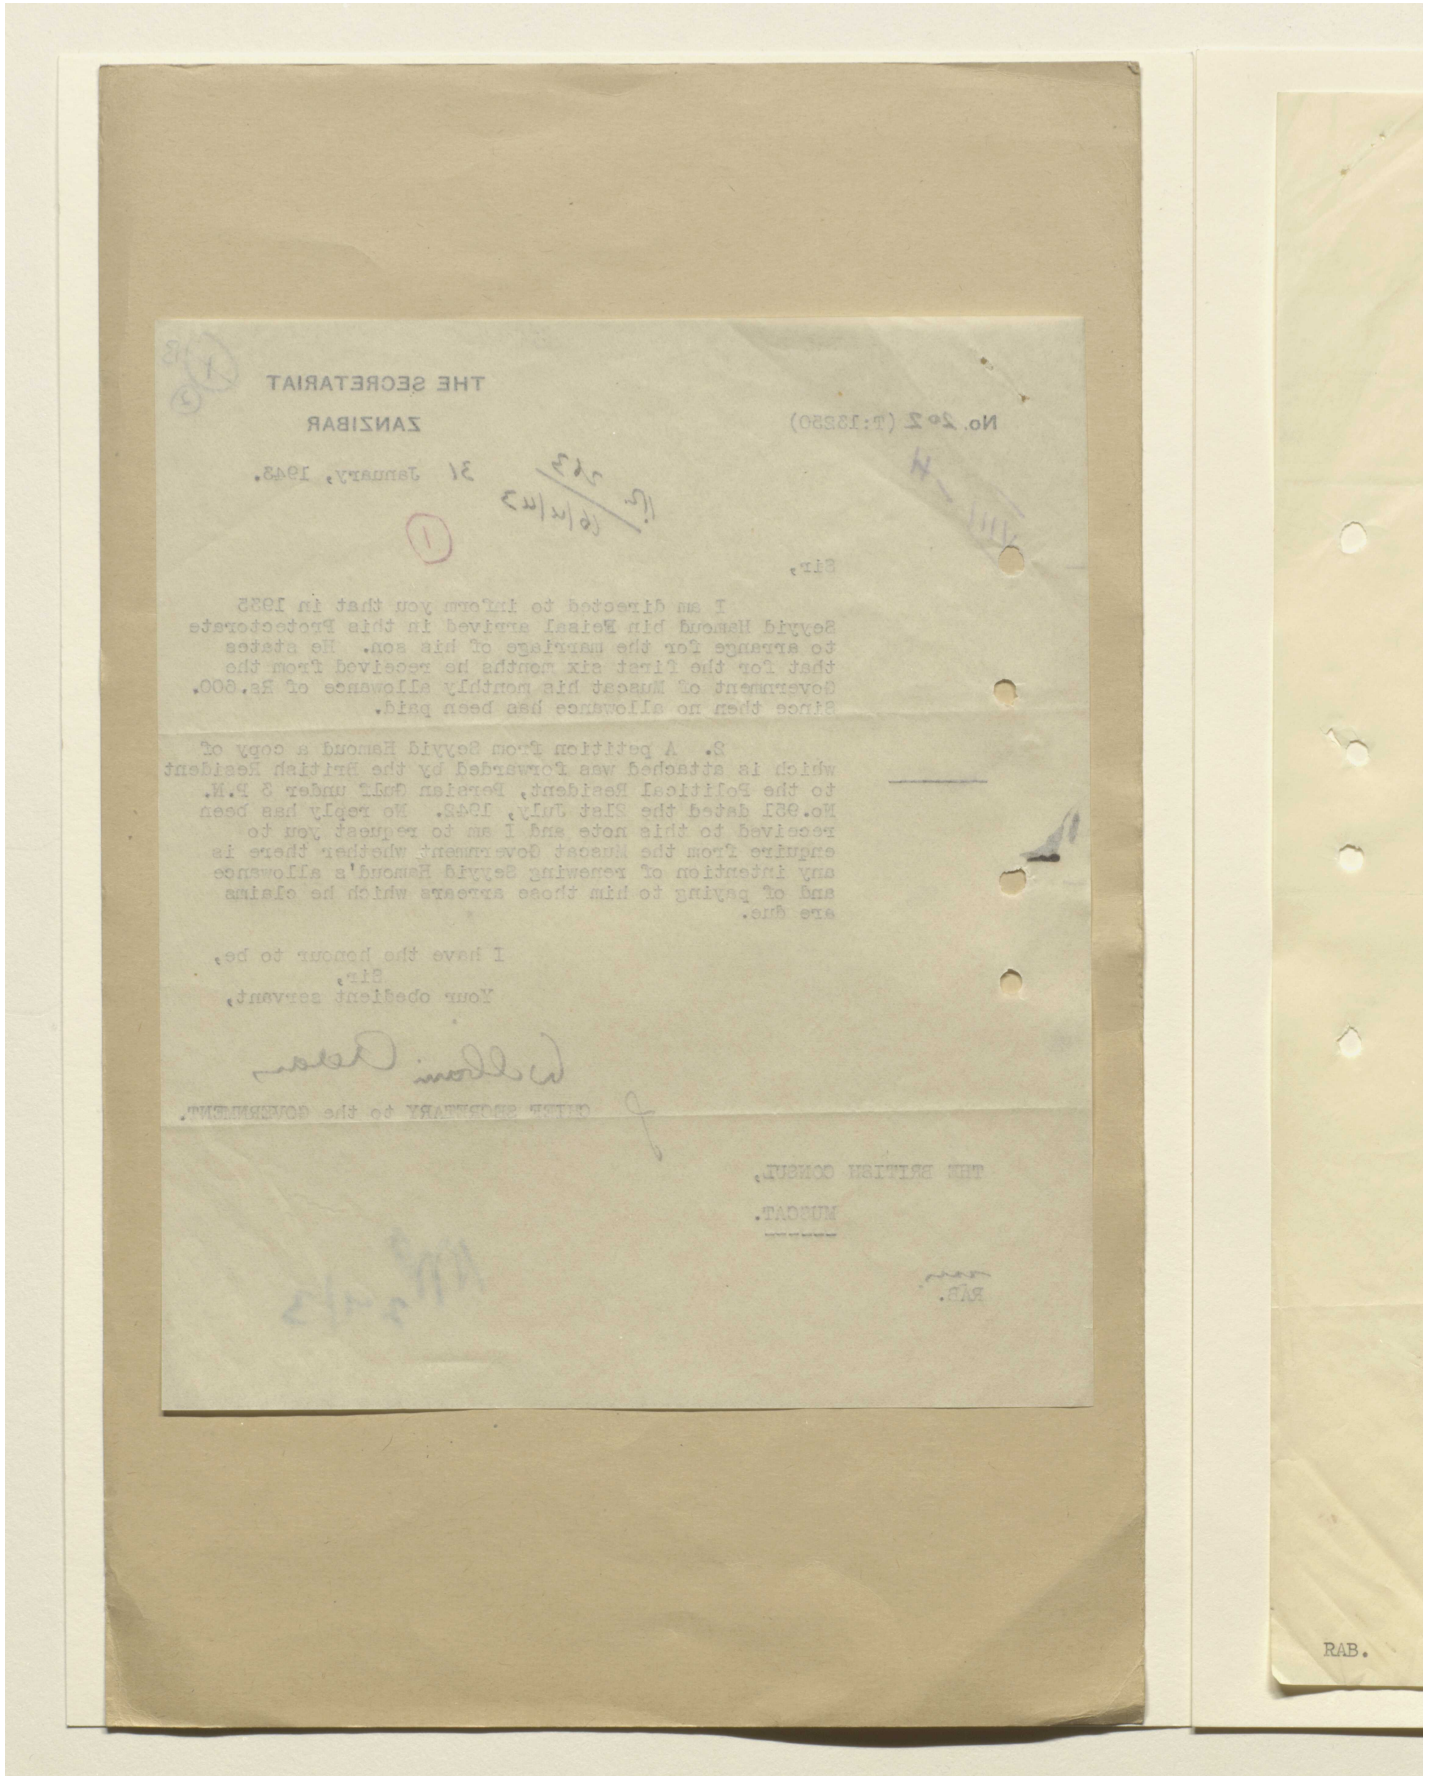 THE SECRETARIAT
ZANZIBAR
No. 202 (T:13250)
31 January, 1943.
263
16/4/43
1
Sir,
I am directed to inform you that in 1935
Seyyid Hamoud bin Feisal arrived in this Protectorate
to arrange for the marriage of his son. He states
that for the first six months he received from the
Government of Muscat his monthly allowance of Rs.600.
Since then no allowance has been paid.
2. A petition from Seyyid Hamoud a copy of
which is attached was forwarded by the British Resident
to the Political Resident, Persian Gulf under 3 P.N.
No.951 dated the 21st July, 1942. No reply has been
received to this note and I am to request you to
enquire from the Muscat Government whether there is
any intention of renewing Seyyid Hamoud's allowance
and of paying to him those arrears which he claims
are due.
I have the honour to be,
Sir,
Your obedient servant,
CHIEF SECRETARY to the GOVERNMENT.
THE BRITISH CONSUL,
MUSCAT.
RAB.
RAB.